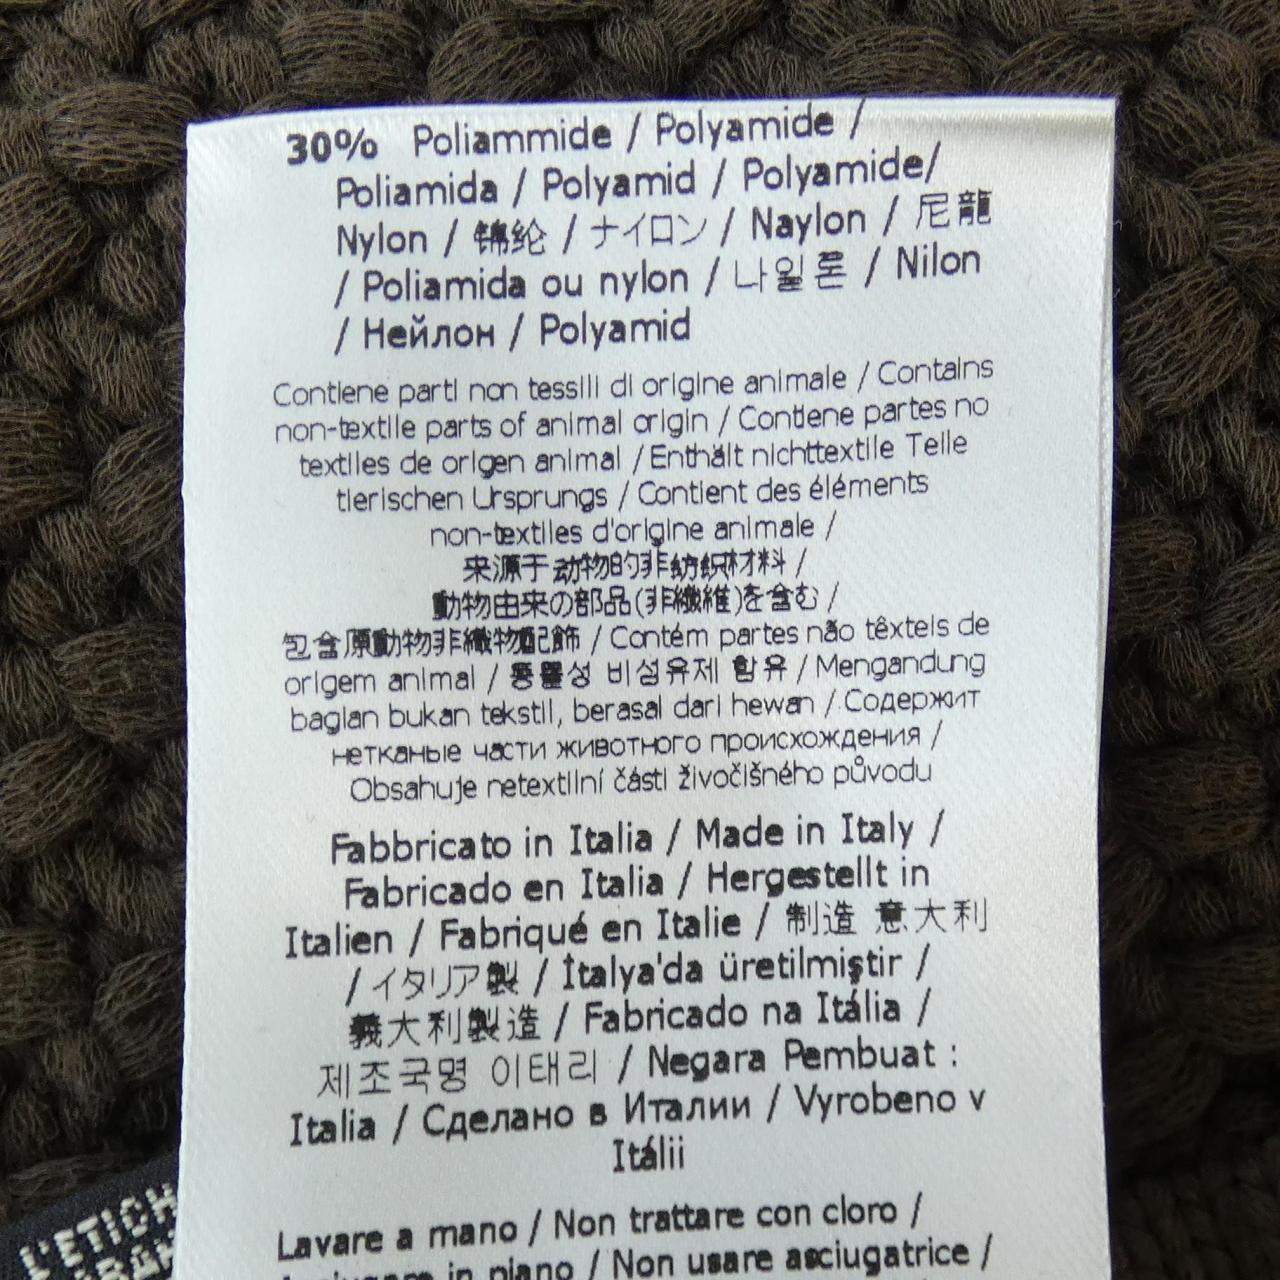 30% Poliammide / Polyamide /
Poliamida / Polyamid / Polyamide/
Nylon / 锦纶 / ナイロン / Naylon / 尼龍
/ Poliamida ou nylon / 나일론 / Nilon
/ Нейлон / Polyamid
Contiene parti non tessili di origine animale / Contains
non-textile parts of animal origin / Contiene partes no
textiles de origen animal / Enthält nichttextile Teile
tierischen Ursprungs / Contient des éléments
non-textiles d'origine animale /
来源于动物的非纺织材料 /
動物由来の部品(非繊維)を含む /
包含原動物非織物配飾 / Contém partes não têxteis de
origem animal / 동물성 비섬유제 함유 / Mengandung
bagian bukan tekstil, berasal dari hewan / Содержит
нетканые части животного происхождения /
Obsahuje netextilní části živočišného původu
Fabbricato in Italia / Made in Italy /
Fabricado en Italia / Hergestellt in
Italien / Fabriqué en Italie / 制造 意大利
/ イタリア製 / İtalya'da üretilmiştir /
義大利製造 / Fabricado na Itália /
제조국명 이태리 / Negara Pembuat :
Italia / Сделано в Италии / Vyrobeno v
Itálii
Lavare a mano / Non trattare con cloro /
in piano / Non usare asciugatrice /
L'ETICH